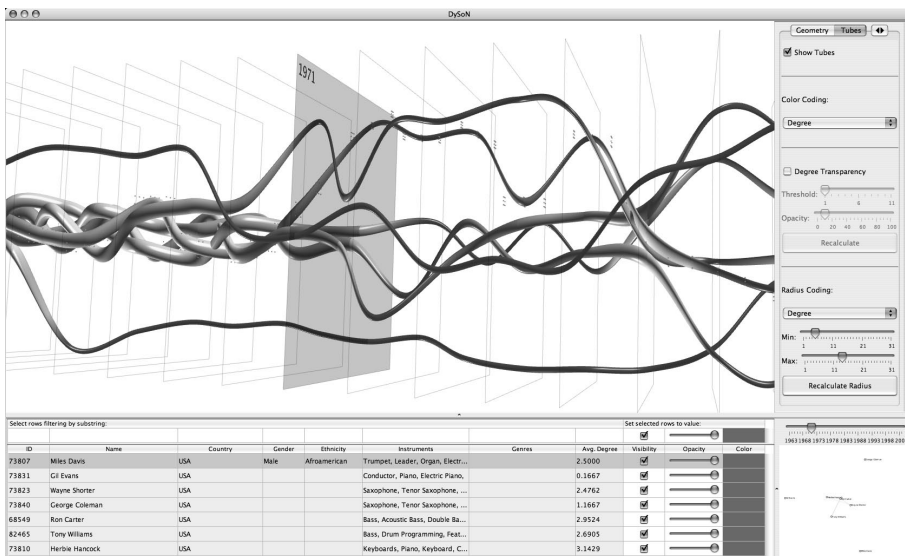 DySoN
1971
Geometry Tubes
Show Tubes
Color Coding:
Degree
Degree Transparency
Threshold:
1 6 11
Opacity:
0 20 40 60 80 100
Recalculate
Radius Coding:
Degree
Min:
1 11 21 31
Max:
1 11 21 31
Recalculate Radius
Select rows filtering by substring: Set selected rows to value:
ID Name Country Gender Ethnicity Instruments Genres Avg. Degree Visibility Opacity Color
73807 Miles Davis USA Male Afroamerican Trumpet, Leader, Organ, Electr... 2.5000
73831 Gil Evans USA Conductor, Piano, Electric Piano, 0.1667
73823 Wayne Shorter USA Saxophone, Tenor Saxophone, ... 2.4762
73840 George Coleman USA Saxophone, Tenor Saxophone, ... 1.1667
68549 Ron Carter USA Bass, Acoustic Bass, Double Ba... 2.9524
82465 Tony Williams USA Bass, Drum Programming, Feat... 2.6905
73810 Herbie Hancock USA Keyboards, Piano, Keyboard, C... 3.1429
1963 1968 1973 1978 1983 1988 1993 1998 200